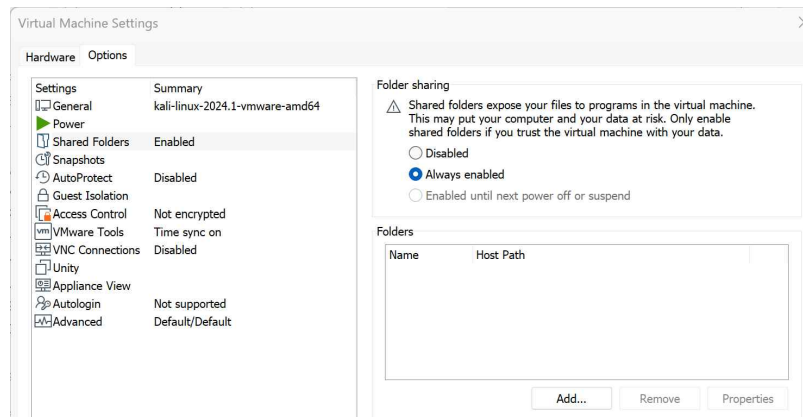 Virtual Machine Settings
Hardware Options
Settings Summary
General kali-linux-2024.1-vmware-amd64
Power
Shared Folders Enabled
Snapshots
AutoProtect Disabled
Guest Isolation
Access Control Not encrypted
vm VMware Tools Time sync on
VNC Connections Disabled
Unity
Appliance View
Autologin Not supported
Advanced Default/Default
Folder sharing
Shared folders expose your files to programs in the virtual machine.
This may put your computer and your data at risk. Only enable
shared folders if you trust the virtual machine with your data.
Disabled
Always enabled
Enabled until next power off or suspend
Folders
Name Host Path
Add... Remove Properties